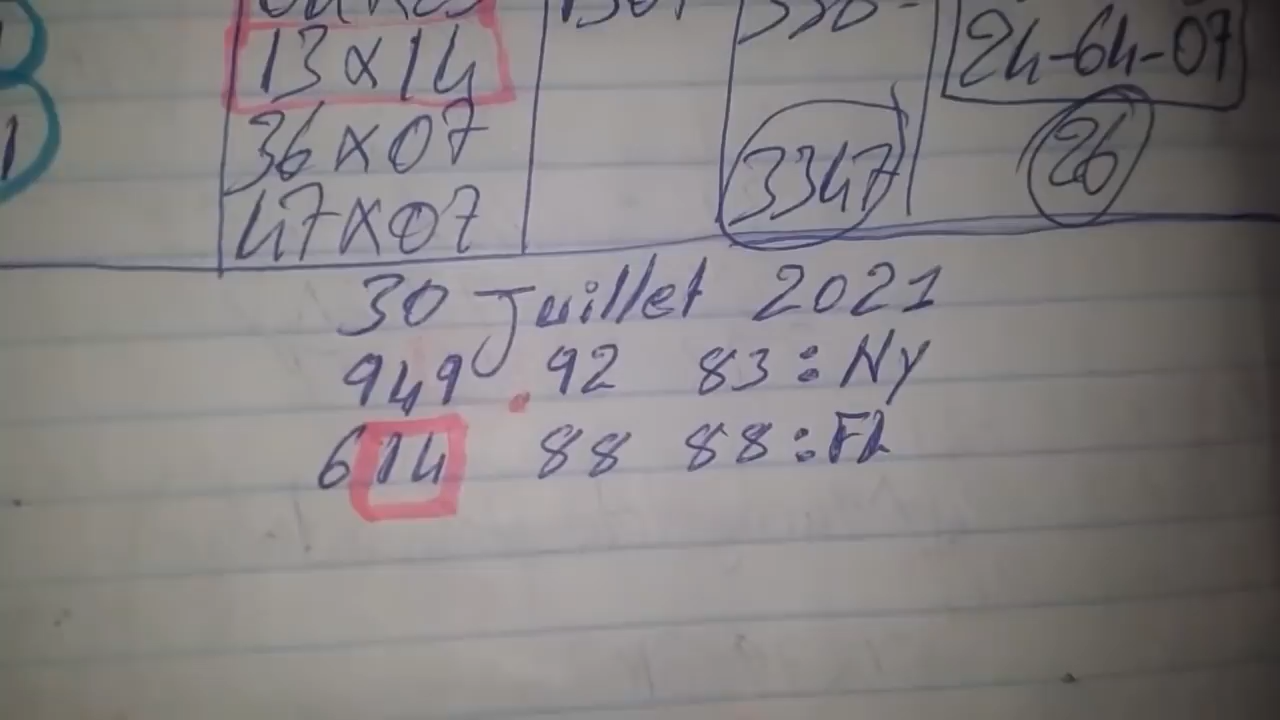 13x14
24-64-07
36x07
3347
26
47x07
30 Juillet 2021
949 . 92 83 : Ny
614 88 88 : FL